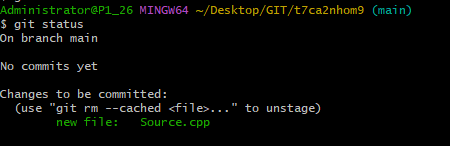 Administrator@P1_26 MINGW64 ~/Desktop/GIT/t7ca2nhom9 (main)
$ git status
On branch main
No commits yet
Changes to be committed:
  (use "git rm --cached <file>..." to unstage)
        new file:   Source.cpp